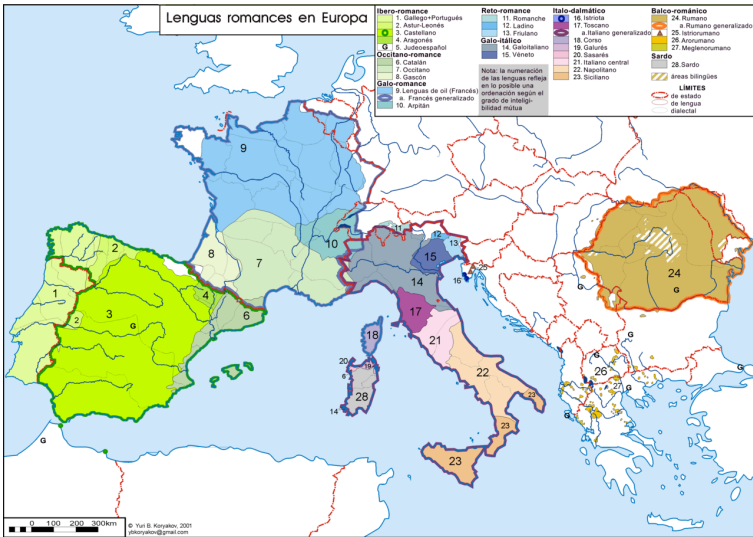 Lenguas romances en Europa
Ibero-romance
1. Gallego+Portugués
2. Astur-Leonés
3. Castellano
4. Aragonés
G 5. Judeoespañol
Occitano-romance
6. Catalán
7. Occitano
8. Gascón
Galo-romance
9. Lenguas de oil (Francés)
a. Francés generalizado
10. Arpitán
Reto-romance
11. Romanche
12. Ladino
13. Friulano
Galo-itálico
14. Galoitaliano
15. Véneto
Nota: la numeración
de las lenguas refleja
en lo posible una
ordenación según el
grado de inteligi-
bilidad mútua
Italo-dalmático
16. Istriota
17. Toscano
a. Italiano generalizado
18. Corso
19. Galurés
20. Sasarés
21. Italiano central
22. Napolitano
23. Siciliano
Balco-románico
24. Rumano
a. Rumano generalizado
25. Istriorumano
26. Arorumano
27. Meglenorumano
Sardo
28. Sardo
áreas bilingües
LÍMITES
de estado
de lengua
dialectal
9
10
11
12
13
14
15
16
25
8
7
6
2
1
2
3
4
G
17
18
19
20
6
28
14
21
22
23
23
23
24
G
G
G
G
26
27
G
G
G
0 100 200 300km
© Yuri B. Koryakov, 2001
ybkoryakov@gmail.com